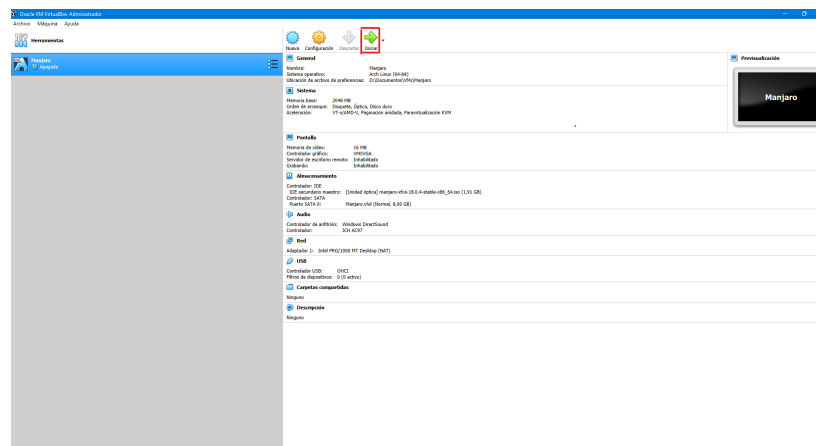 Oracle VM VirtualBox Administrador
Archivo Máquina Ayuda
Herramientas
Nueva Configuración Descartar Iniciar
Manjaro
Apagada
General
Nombre: Manjaro
Sistema operativo: Arch Linux (64-bit)
Ubicación de archivo de preferencias: D:\Documentos\VMs\Manjaro
Previsualización
Manjaro
Sistema
Memoria base: 2048 MB
Orden de arranque: Disquete, Óptica, Disco duro
Aceleración: VT-x/AMD-V, Paginación anidada, Paravirtualización KVM
Pantalla
Memoria de vídeo: 16 MB
Controlador gráfico: VMSVGA
Servidor de escritorio remoto: Inhabilitado
Grabando: Inhabilitado
Almacenamiento
Controlador: IDE
IDE secundario maestro: [Unidad óptica] manjaro-xfce-18.0.4-stable-x86_64.iso (1,91 GB)
Controlador: SATA
Puerto SATA 0: Manjaro.vhd (Normal, 8,00 GB)
Audio
Controlador de anfitrión: Windows DirectSound
Controlador: ICH AC97
Red
Adaptador 1: Intel PRO/1000 MT Desktop (NAT)
USB
Controlador USB: OHCI
Filtros de dispositivos: 0 (0 activo)
Carpetas compartidas
Ninguno
Descripción
Ninguno